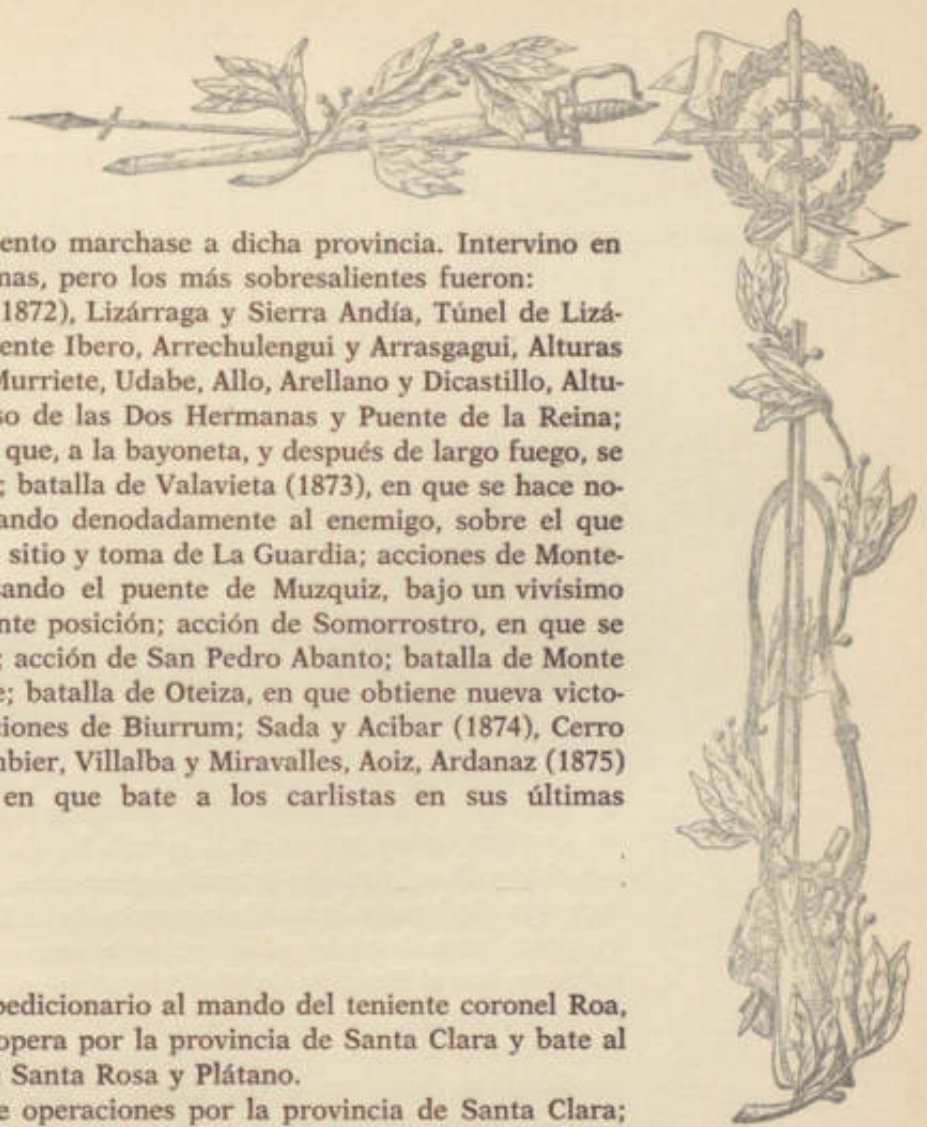 ento marchase a dicha provincia. Intervino en
nas, pero los más sobresalientes fueron:
1872), Lizárraga y Sierra Andía, Túnel de Lizá-
ente Ibero, Arrechulengui y Arrasgagui, Alturas
Murriete, Udabe, Allo, Arellano y Dicastillo, Altu-
so de las Dos Hermanas y Puente de la Reina;
que, a la bayoneta, y después de largo fuego, se
; batalla de Valavieta (1873), en que se hace no-
ando denodadamente al enemigo, sobre el que
sitio y toma de La Guardia; acciones de Monte-
ando el puente de Muzquiz, bajo un vivísimo
nte posición; acción de Somorrostro, en que se
; acción de San Pedro Abanto; batalla de Monte
e; batalla de Oteiza, en que obtiene nueva victo-
ciones de Biurrum; Sada y Acibar (1874), Cerro
nbier, Villalba y Miravalles, Aoiz, Ardanaz (1875)
en que bate a los carlistas en sus últimas
pedicionario al mando del teniente coronel Roa,
opera por la provincia de Santa Clara y bate al
Santa Rosa y Plátano.
e operaciones por la provincia de Santa Clara;